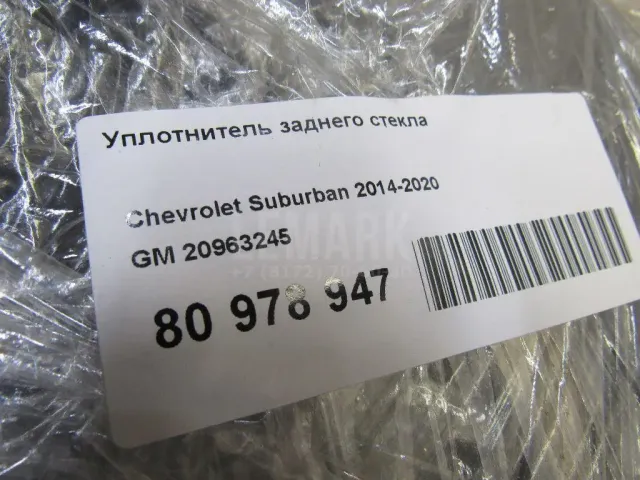 Уплотнитель заднего стекла
Chevrolet Suburban 2014-2020
GM 20963245
80 978 947